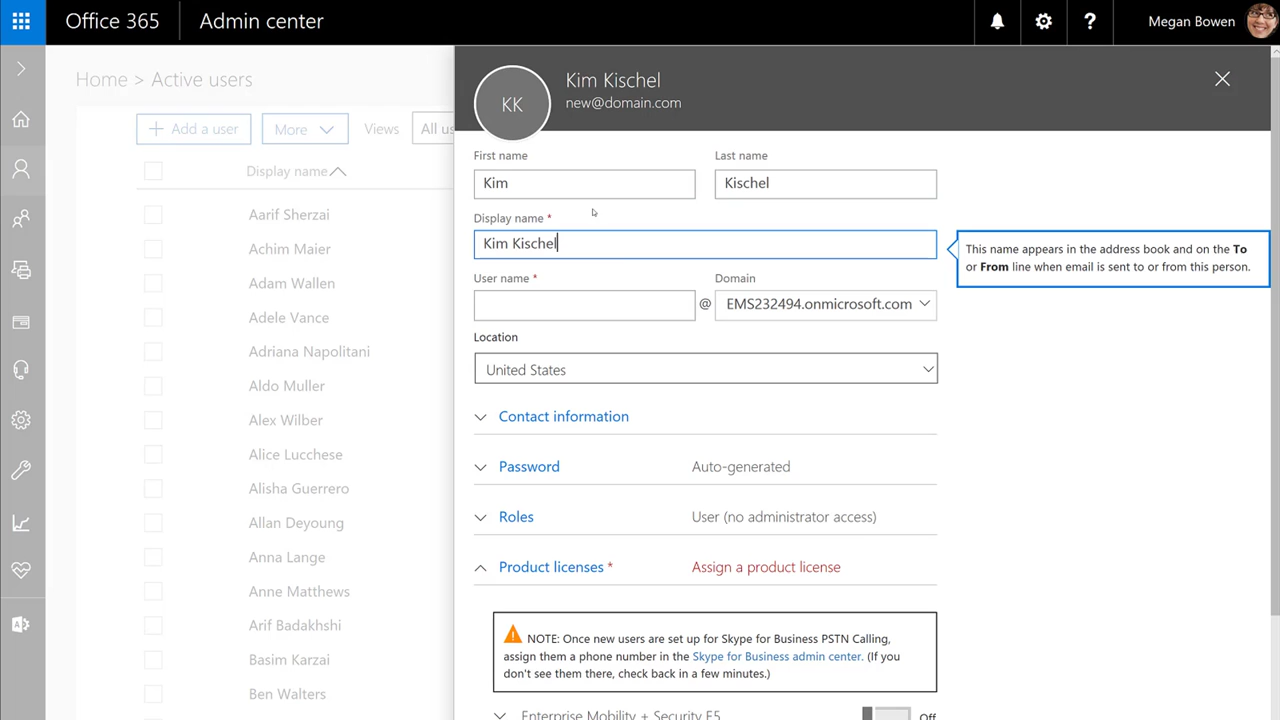 Office 365
Admin center
Megan Bowen
Home > Active users
Add a user
More
Views
All us
Display name
Aarif Sherzai
Achim Maier
Adam Wallen
Adele Vance
Adriana Napolitani
Aldo Muller
Alex Wilber
Alice Lucchese
Alisha Guerrero
Allan Deyoung
Anna Lange
Anne Matthews
Arif Badakhshi
Basim Karzai
Ben Walters
KK
Kim Kischel
new@domain.com
First name
Last name
Kim
Kischel
Display name *
Kim Kischel
This name appears in the address book and on the To
or From line when email is sent to or from this person.
User name *
Domain
@
EMS232494.onmicrosoft.com
Location
United States
Contact information
Password
Auto-generated
Roles
User (no administrator access)
Product licenses *
Assign a product license
NOTE: Once new users are set up for Skype for Business PSTN Calling,
assign them a phone number in the Skype for Business admin center. (If you
don't see them there, check back in a few minutes.)
Enterprise Mobility + Security E5
Off